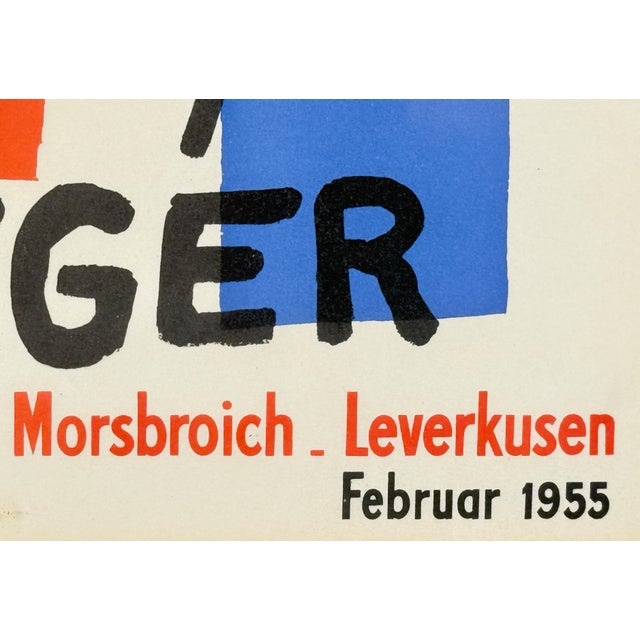 GER
Morsbroich - Leverkusen
Februar 1955